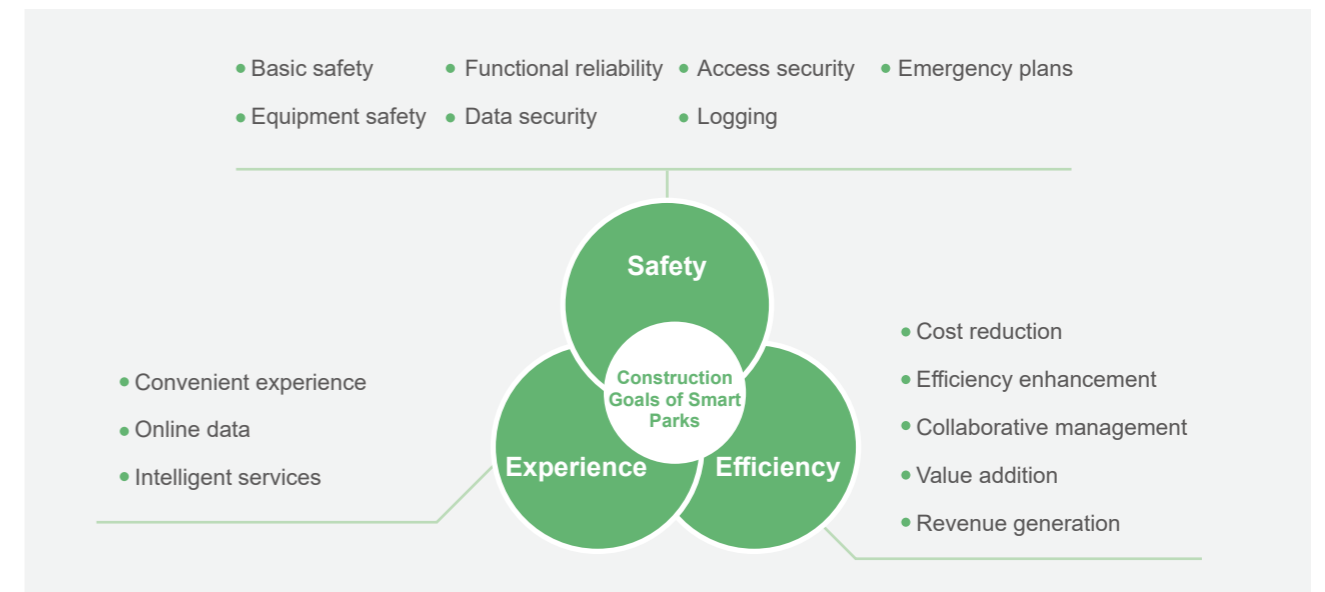 Basic safety
Functional reliability
Access security
Emergency plans
Equipment safety
Data security
Logging
Safety
Construction
Goals of Smart
Parks
Experience
Efficiency
Convenient experience
Online data
Intelligent services
Cost reduction
Efficiency enhancement
Collaborative management
Value addition
Revenue generation